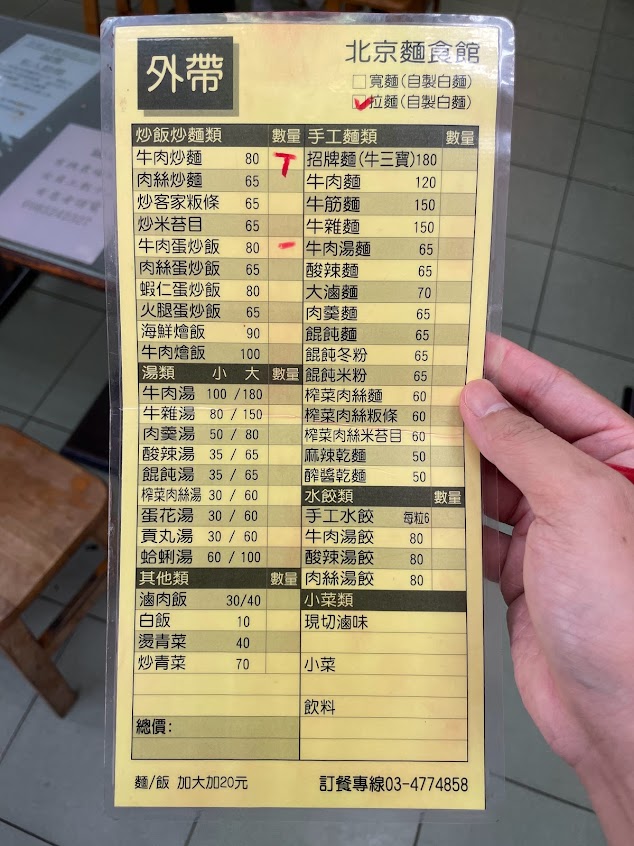 外帶
北京麵食館
寬麵(自製白麵)
拉麵(自製白麵)
炒飯炒麵類 數量
牛肉炒麵 80
肉絲炒麵 65
炒客家粄條 65
炒米苔目 65
牛肉蛋炒飯 80
肉絲蛋炒飯 65
蝦仁蛋炒飯 80
火腿蛋炒飯 65
海鮮燴飯 90
牛肉燴飯 100
湯類 小 大 數量
牛肉湯 100 /180
牛雜湯 80 / 150
肉羹湯 50 / 80
酸辣湯 35 / 65
餛飩湯 35 / 65
榨菜肉絲湯 30 / 60
蛋花湯 30 / 60
貢丸湯 30 / 60
蛤蜊湯 60 / 100
其他類 數量
滷肉飯 30/40
白飯 10
燙青菜 40
炒青菜 70
總價:
手工麵類 數量
招牌麵(牛三寶)180
牛肉麵 120
牛筋麵 150
牛雜麵 150
牛肉湯麵 65
酸辣麵 65
大滷麵 70
肉羹麵 65
餛飩麵 65
餛飩冬粉 65
餛飩米粉 65
榨菜肉絲麵 60
榨菜肉絲粄條 60
榨菜肉絲米苔目 60
麻辣乾麵 50
醡醬乾麵 50
水餃類 數量
手工水餃 每粒6
牛肉湯餃 80
酸辣湯餃 80
肉絲湯餃 80
小菜類
現切滷味
小菜
飲料
麵/飯 加大加20元
訂餐專線03-4774858